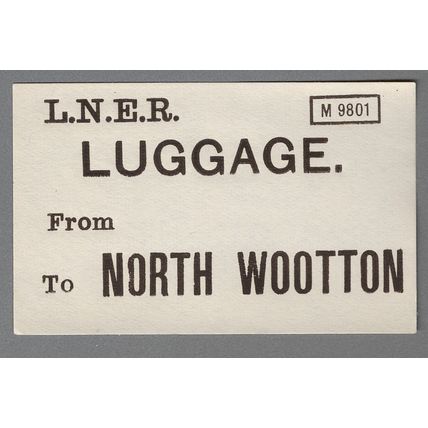 L.N.E.R.
M 9801
LUGGAGE.
From
To NORTH WOOTTON